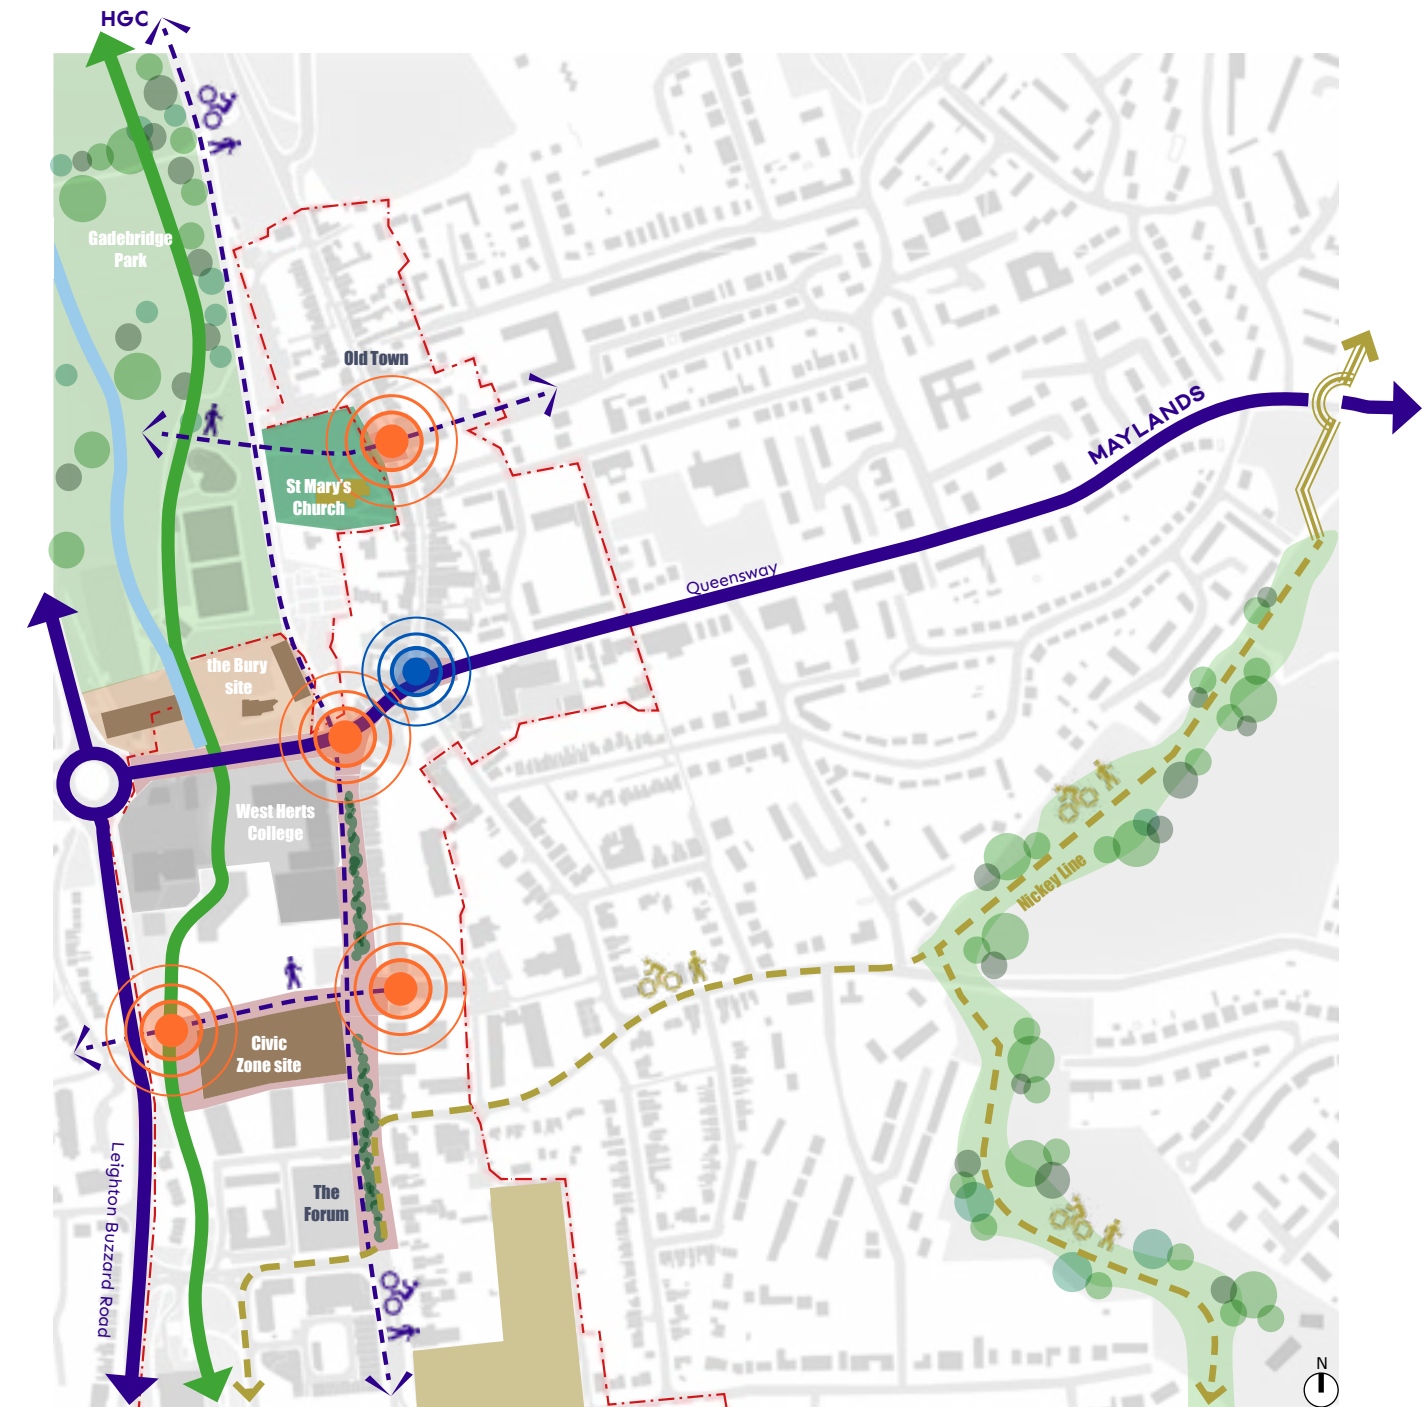 HGC
Gadebridge
Park
Old Town
St Mary's
Church
MAYLANDS
Queensway
the Bury
site
West Herts
College
Nickey Line
Civic
Zone site
Leighton Buzzard Road
The
Forum
N